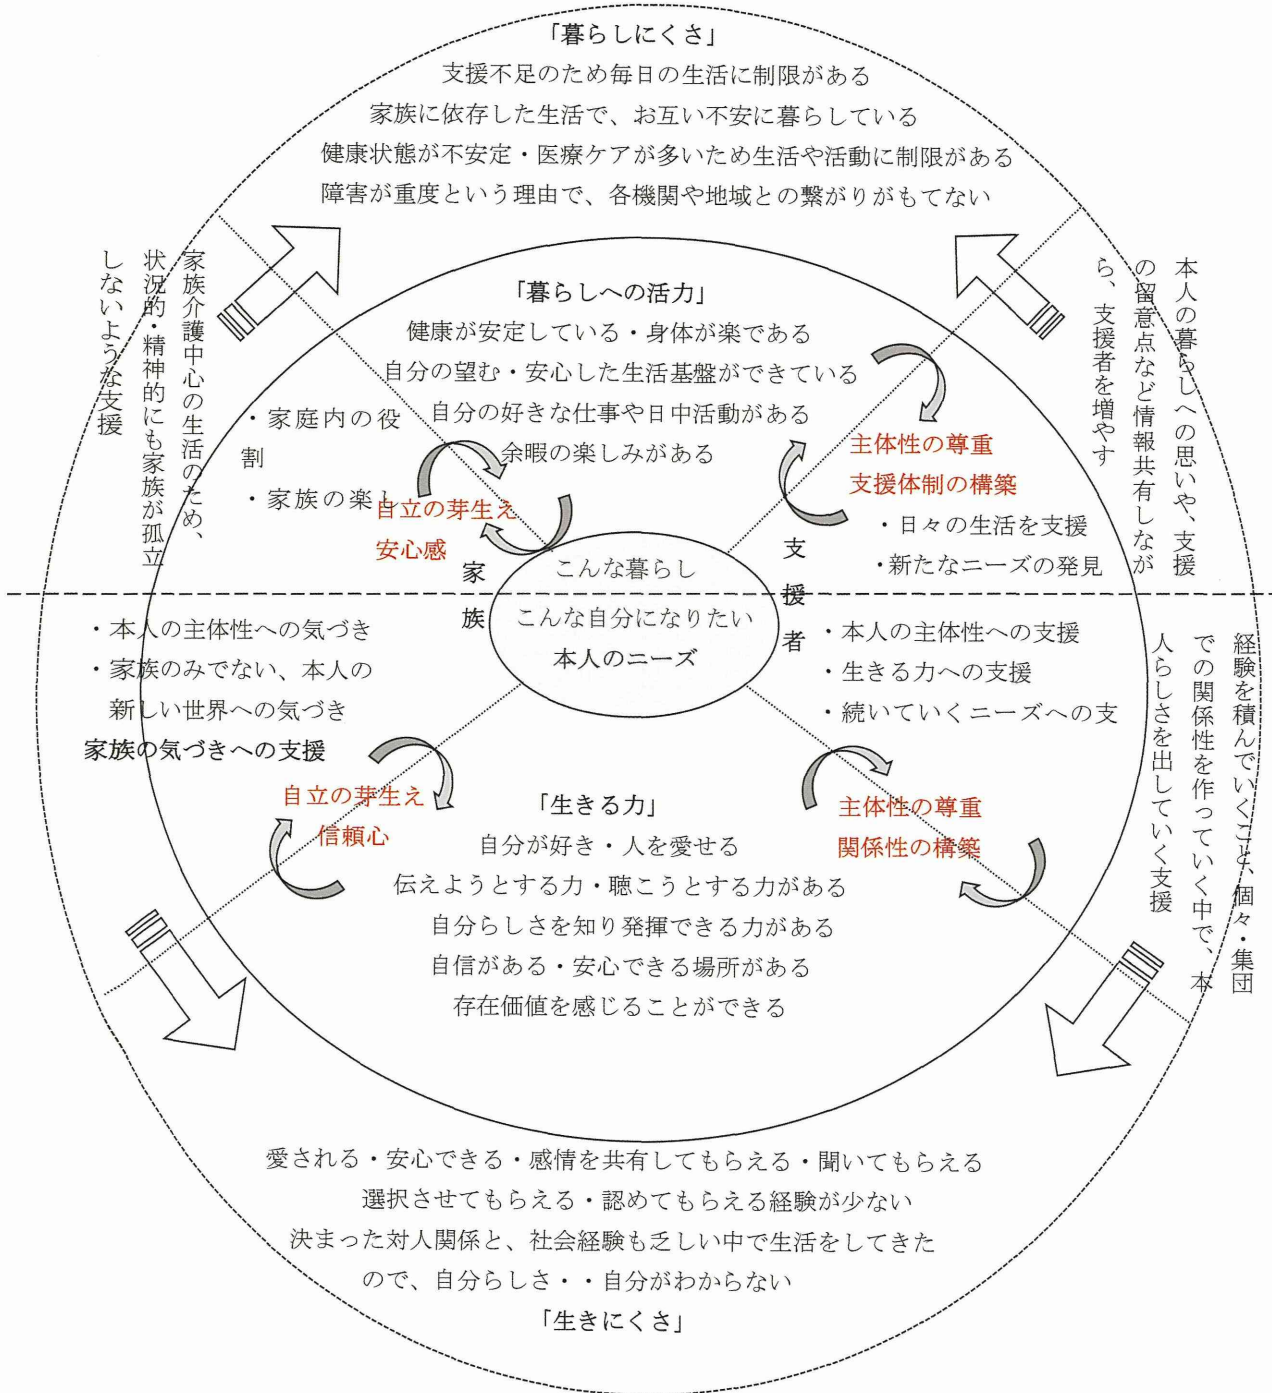 「暮らしにくさ」
支援不足のため毎日の生活に制限がある
家族に依存した生活で、お互い不安に暮らしている
健康状態が不安定・医療ケアが多いため生活や活動に制限がある
障害が重度という理由で、各機関や地域との繋がりがもてない
家族介護中心の生活のため、
状況的・精神的にも家族が孤立
しないような支援
本人の暮らしへの思いや、支援
の留意点など情報共有しなが
ら、支援者を増やす
「暮らしへの活力」
健康が安定している・身体が楽である
自分の望む・安心した生活基盤ができている
自分の好きな仕事や日中活動がある
余暇の楽しみがある
・家庭内の役
割
・家族の楽し
自立の芽生え
安心感
主体性の尊重
支援体制の構築
・日々の生活を支援
・新たなニーズの発見
家族
支援者
こんな暮らし
こんな自分になりたい
本人のニーズ
・本人の主体性への気づき
・家族のみでない、本人の
新しい世界への気づき
家族の気づきへの支援
・本人の主体性への支援
・生きる力への支援
・続いていくニーズへの支
経験を積んでいくこと、個々・集団
での関係性を作っていく中で、本
人らしさを出していく支援
自立の芽生え
信頼心
主体性の尊重
関係性の構築
「生きる力」
自分が好き・人を愛せる
伝えようとする力・聴こうとする力がある
自分らしさを知り発揮できる力がある
自信がある・安心できる場所がある
存在価値を感じることができる
愛される・安心できる・感情を共有してもらえる・聞いてもらえる
選択させてもらえる・認めてもらえる経験が少ない
決まった対人関係と、社会経験も乏しい中で生活をしてきた
ので、自分らしさ・・自分がわからない
「生きにくさ」